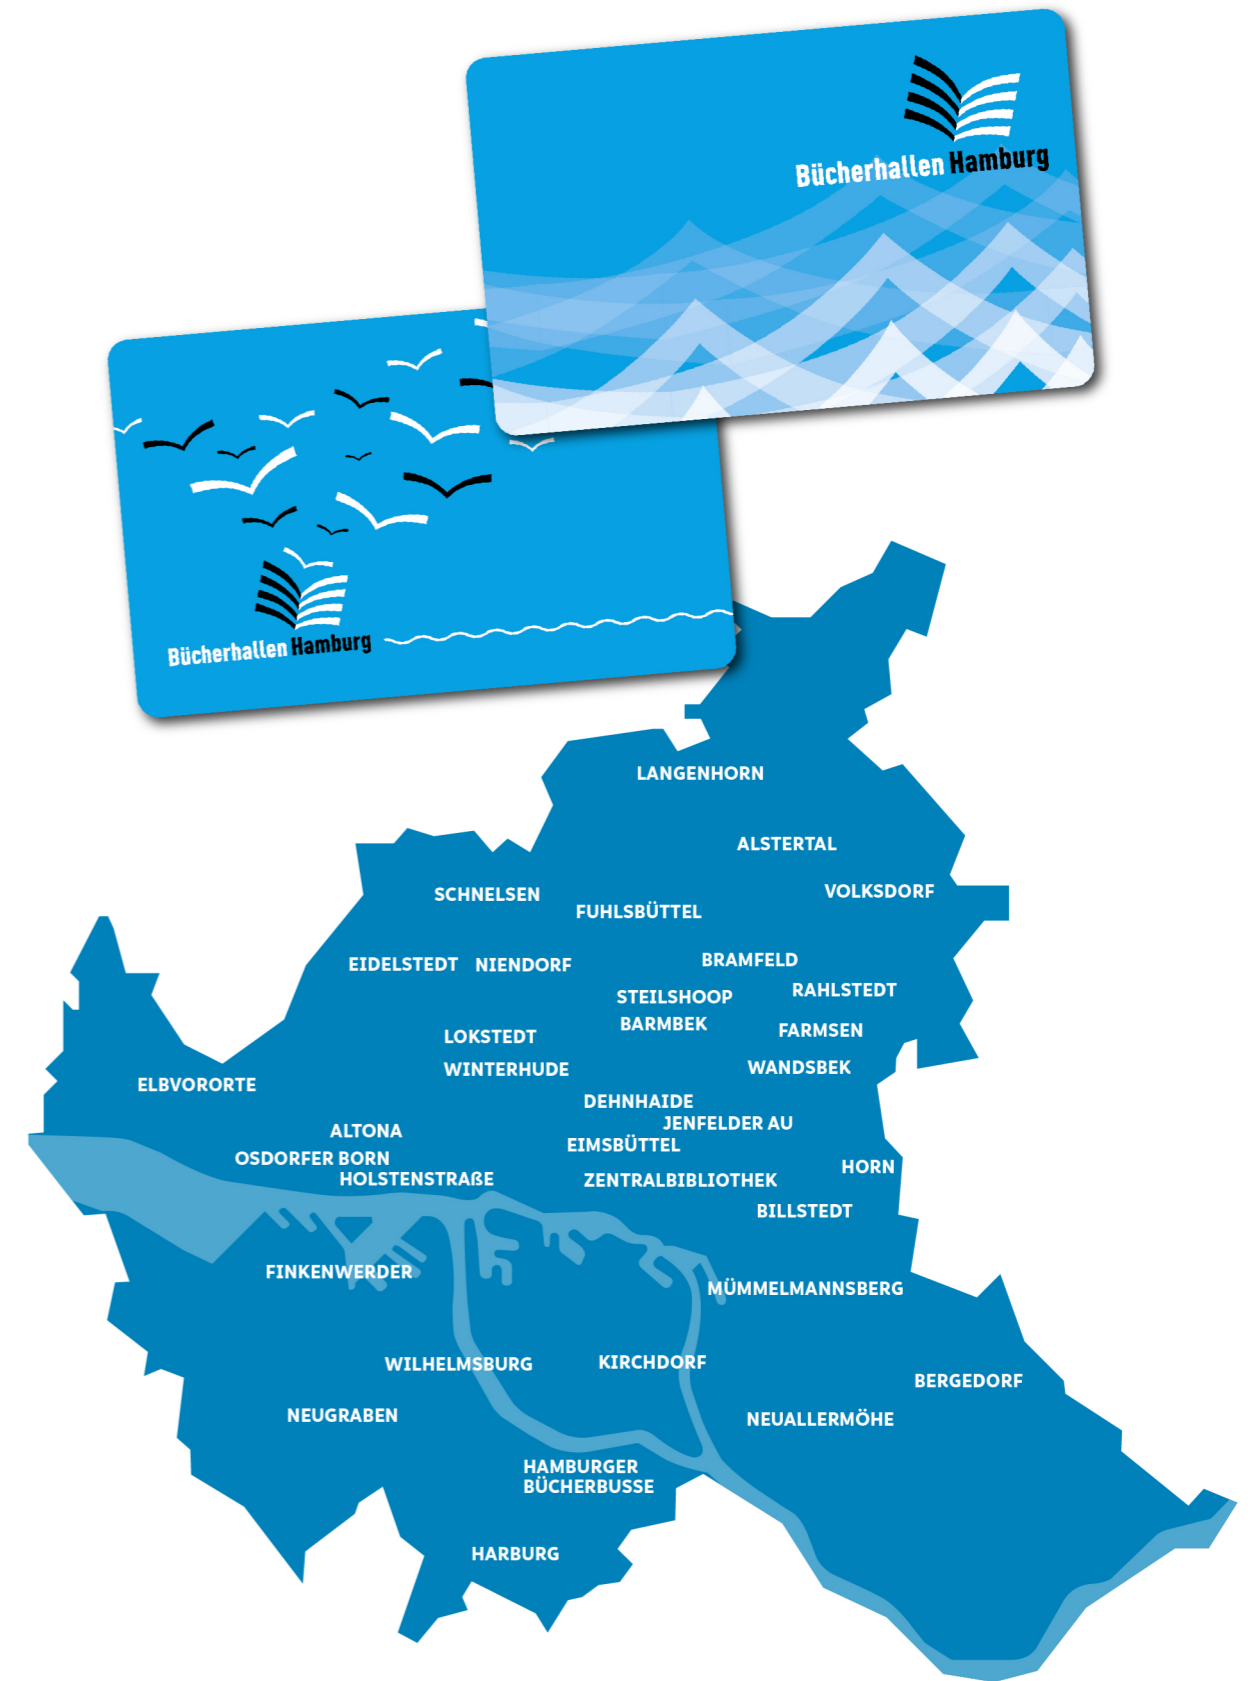 Bücherhallen Hamburg
Bücherhallen Hamburg
LANGENHORN
ALSTERTAL
VOLKSDORF
SCHNELSEN
FUHLSBÜTTEL
BRAMFELD
EIDELSTEDT
NIENDORF
RAHLSTEDT
STEILSHOOP
BARMBEK
FARMSEN
LOKSTEDT
WINTERHUDE
WANDSBEK
ELBVORORTE
DEHNHAIDE
JENFELDER AU
ALTONA
EIMSBÜTTEL
OSDORFER BORN
HORN
HOLSTENSTRAßE
ZENTRALBIBLIOTHEK
BILLSTEDT
FINKENWERDER
MÜMMELMANNSBERG
WILHELMSBURG
KIRCHDORF
BERGEDORF
NEUGRABEN
NEUALLERMÖHE
HAMBURGER
BÜCHERBUSSE
HARBURG